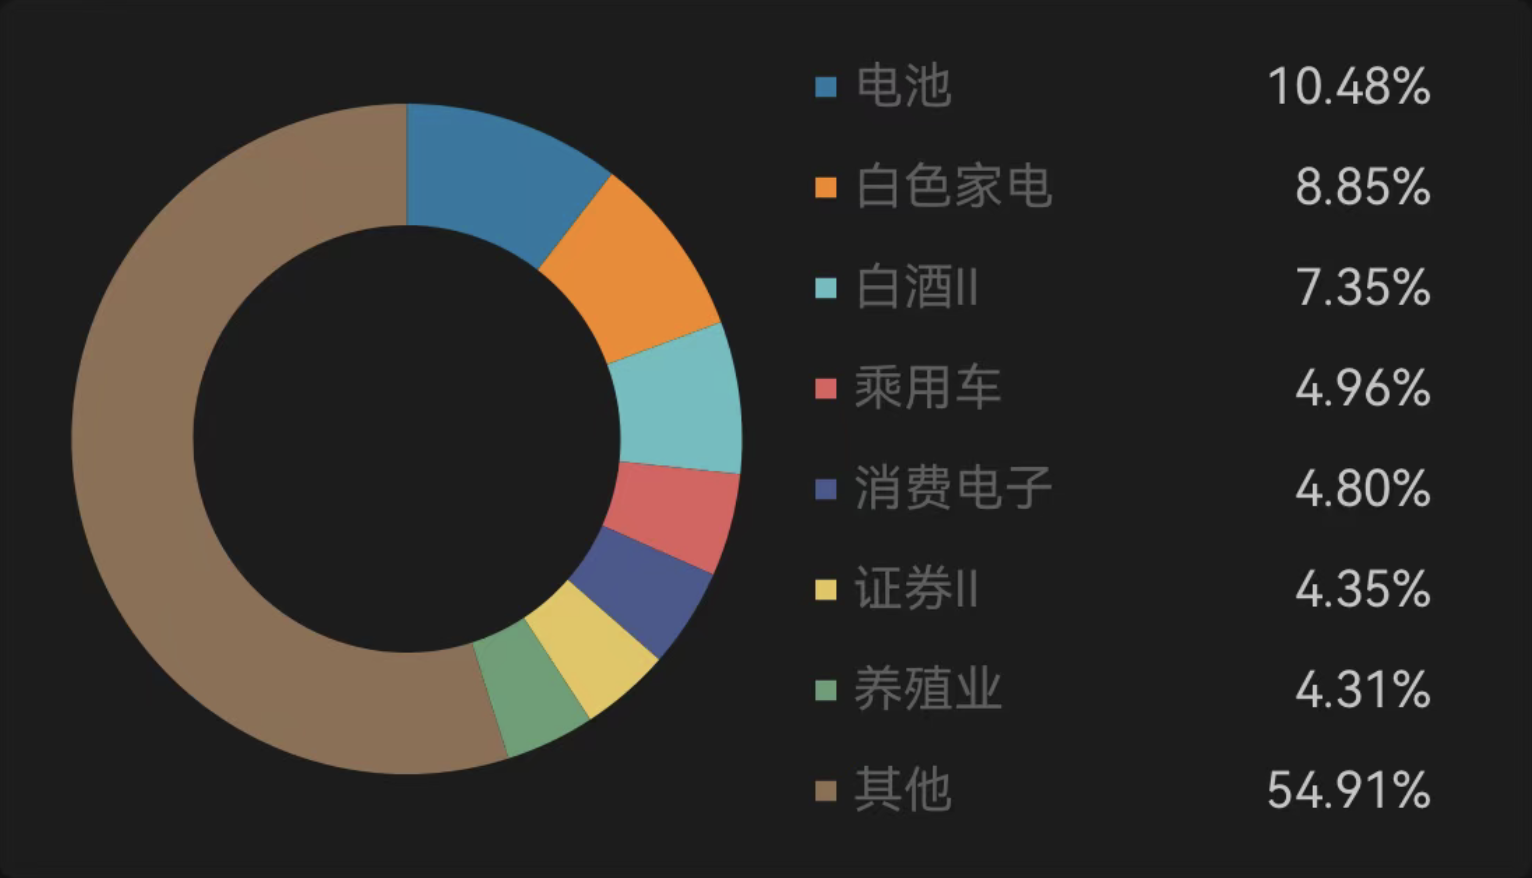 电池 10.48%
白色家电 8.85%
白酒II 7.35%
乘用车 4.96%
消费电子 4.80%
证券II 4.35%
养殖业 4.31%
其他 54.91%